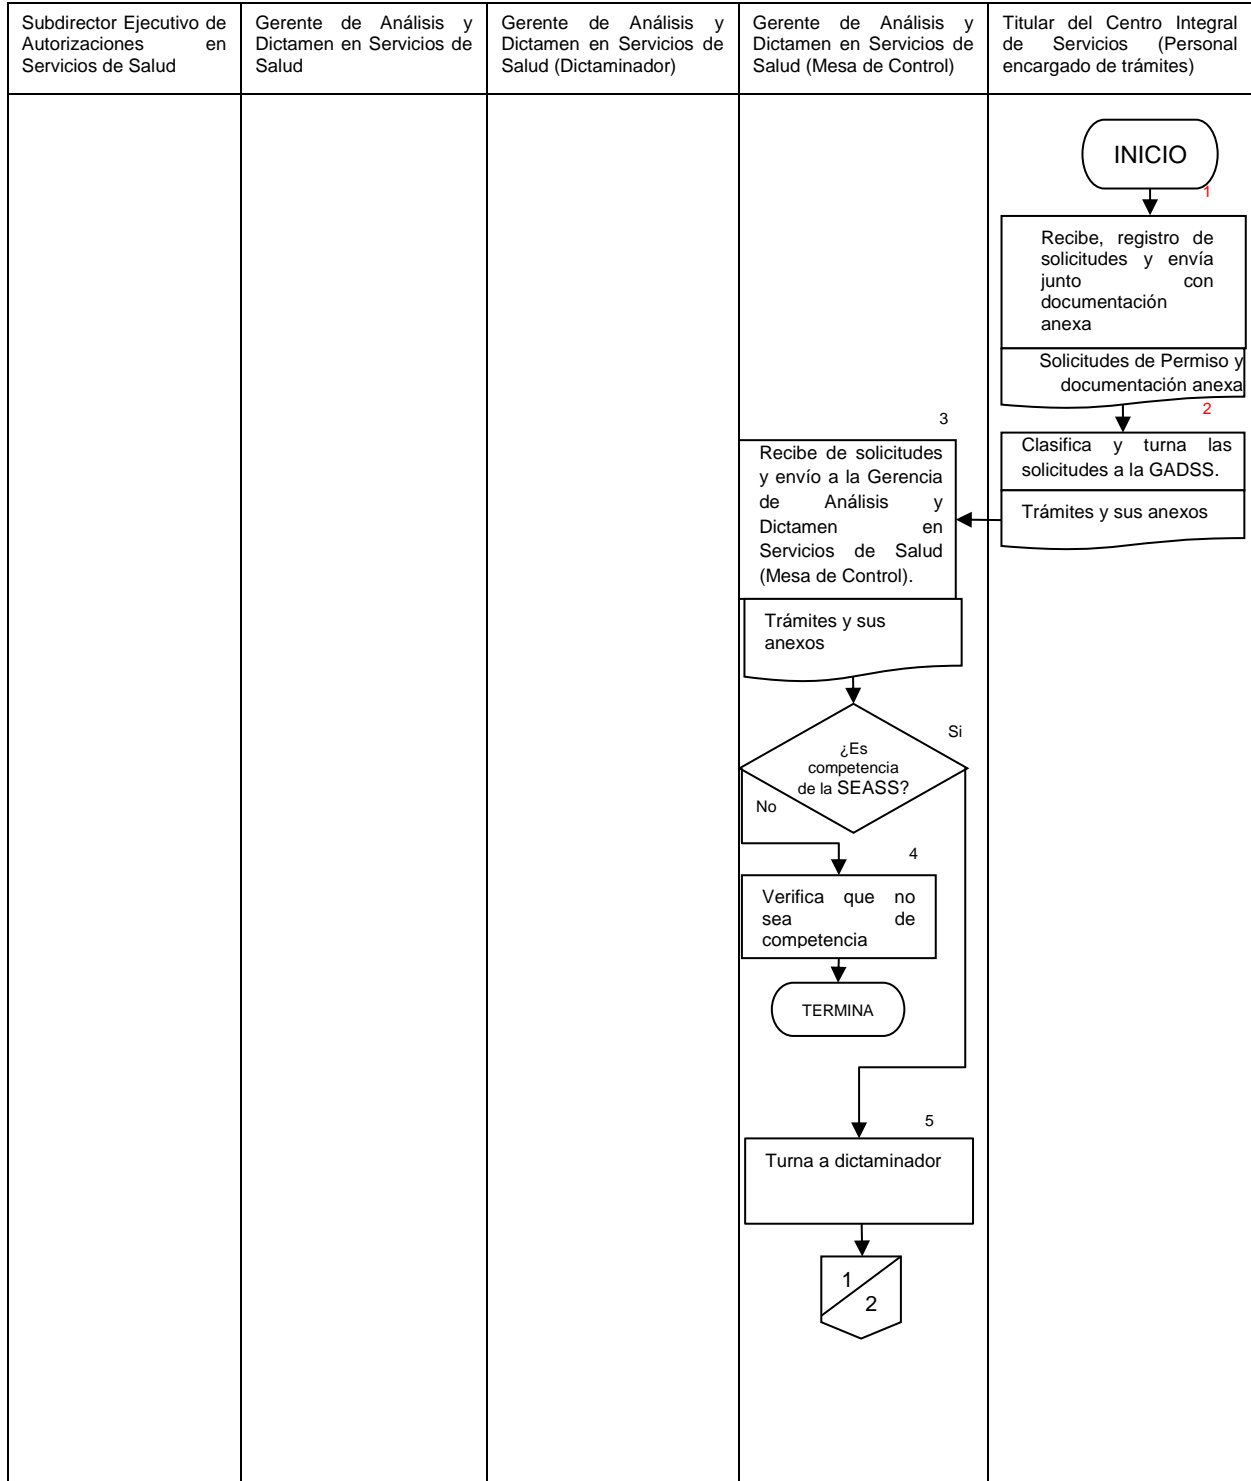 Subdirector Ejecutivo de
Autorizaciones en
Servicios de Salud
Gerente de Análisis y
Dictamen en Servicios de
Salud
Gerente de Análisis y
Dictamen en Servicios de
Salud (Dictaminador)
Gerente de Análisis y
Dictamen en Servicios de
Salud (Mesa de Control)
Titular del Centro Integral
de Servicios (Personal
encargado de trámites)
INICIO
1
Recibe, registro de
solicitudes y envía
junto con
documentación
anexa
Solicitudes de Permiso y
documentación anexa
2
Clasifica y turna las
solicitudes a la GADSS.
Trámites y sus anexos
3
Recibe de solicitudes
y envío a la Gerencia
de Análisis y
Dictamen en
Servicios de Salud
(Mesa de Control).
Trámites y sus
anexos
¿Es
competencia
de la SEASS?
Si
No
4
Verifica que no
sea de
competencia
TERMINA
5
Turna a dictaminador
1
2